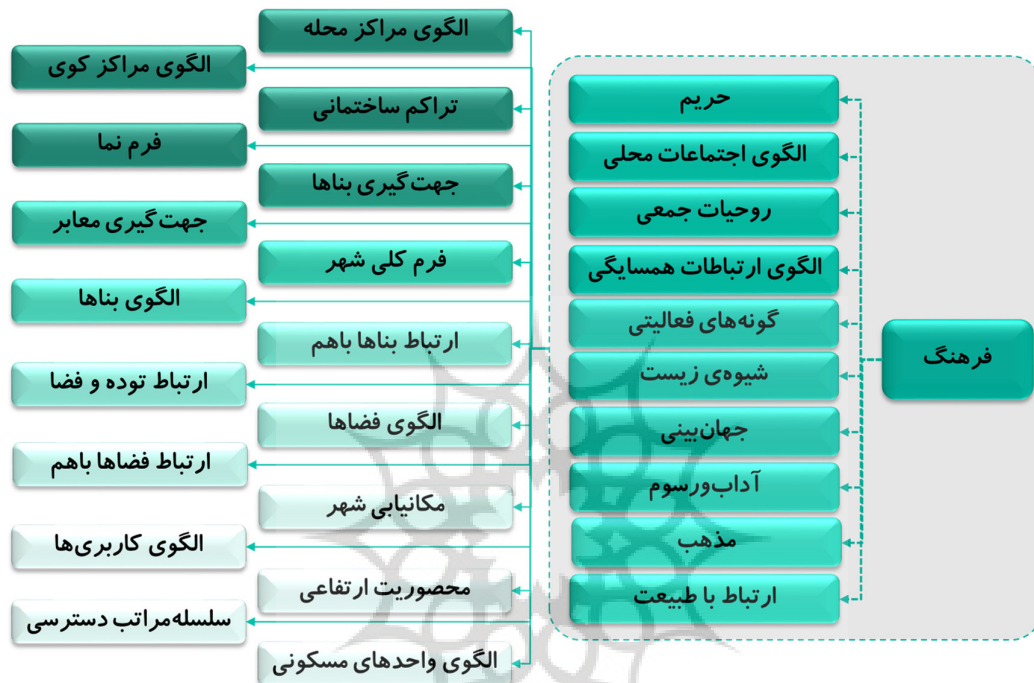 فرهنگ
حریم
الگوی اجتماعات محلی
روحیات جمعی
الگوی ارتباطات همسایگی
گونه‌های فعالیتی
شیوه‌ی زیست
جهان‌بینی
آداب‌ورسوم
مذهب
ارتباط با طبیعت
الگوی مراکز محله
الگوی مراکز کوی
تراکم ساختمانی
فرم نما
جهت‌گیری بناها
جهت‌گیری معابر
فرم کلی شهر
الگوی بناها
ارتباط بناها باهم
ارتباط توده و فضا
الگوی فضاها
ارتباط فضاها باهم
مکانیابی شهر
الگوی کاربری‌ها
محصوریت ارتفاعی
سلسله‌مراتب دسترسی
الگوی واحدهای مسکونی